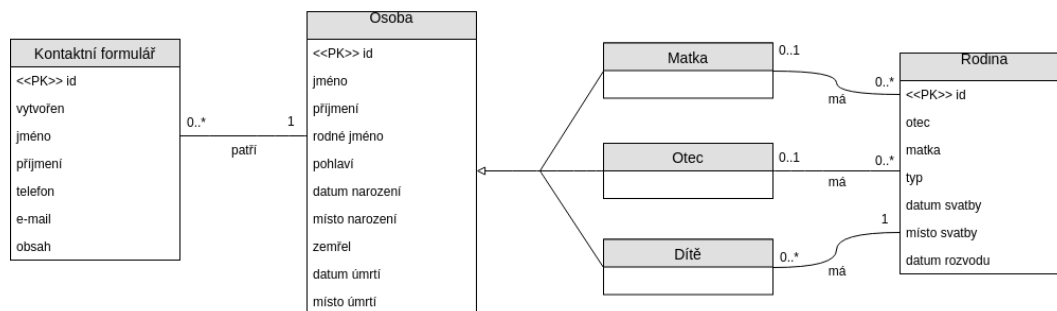 Kontaktní formulář
<<PK>> id
vytvořen
jméno
příjmení
telefon
e-mail
obsah
0..*
1
patří
Osoba
<<PK>> id
jméno
příjmení
rodné jméno
pohlaví
datum narození
místo narození
zemřel
datum úmrtí
místo úmrtí
Matka
0..1
0..*
má
Otec
0..1
0..*
má
Dítě
0..*
1
má
Rodina
<<PK>> id
otec
matka
typ
datum svatby
místo svatby
datum rozvodu